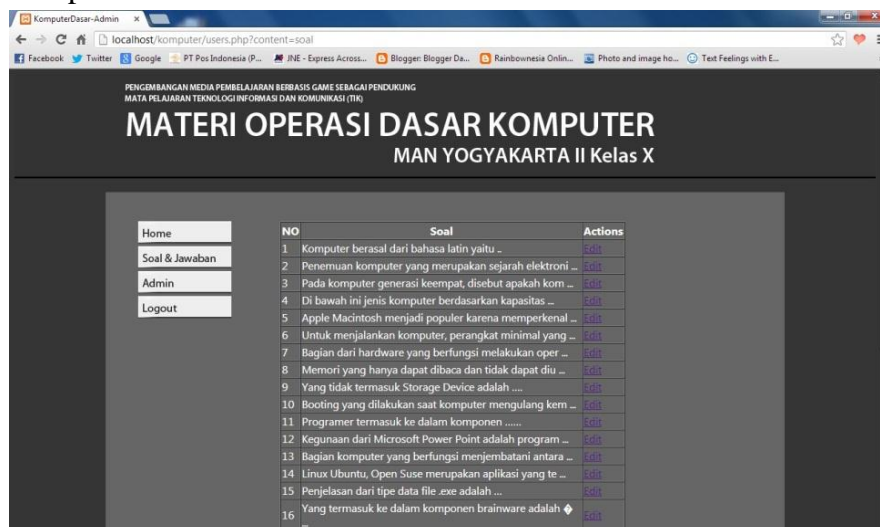 KomputerDasar-Admin
localhost/komputer/users.php?content=soal
Facebook Twitter Google PT Pos Indonesia (P... JNE - Express Across... Blogger: Blogger Da... Rainbownesia Onlin... Photo and image ho... Text Feelings with E...
PENGEMBANGAN MEDIA PEMBELAJARAN BERBASIS GAME SEBAGAI PENDUKUNG
MATA PELAJARAN TEKNOLOGI INFORMASI DAN KOMUNIKASI (TIK)
MATERI OPERASI DASAR KOMPUTER
MAN YOGYAKARTA II Kelas X
Home
Soal & Jawaban
Admin
Logout
NO Soal Actions
1 Komputer berasal dari bahasa latin yaitu ..
2 Penemuan komputer yang merupakan sejarah elektroni ... Edit
3 Pada komputer generasi keempat, disebut apakah kom ... Edit
4 Di bawah ini jenis komputer berdasarkan kapasitas ... Edit
5 Apple Macintosh menjadi populer karena memperkenal ... Edit
6 Untuk menjalankan komputer, perangkat minimal yang ... Edit
7 Bagian dari hardware yang berfungsi melakukan oper ... Edit
8 Memori yang hanya dapat dibaca dan tidak dapat diu ... Edit
9 Yang tidak termasuk Storage Device adalah .... Edit
10 Booting yang dilakukan saat komputer mengulang kem ... Edit
11 Programer termasuk ke dalam komponen ...... Edit
12 Kegunaan dari Microsoft Power Point adalah program ... Edit
13 Bagian komputer yang berfungsi menjembatani antara ... Edit
14 Linux Ubuntu, Open Suse merupakan aplikasi yang te ... Edit
15 Penjelasan dari tipe data file .exe adalah ... Edit
16 Yang termasuk ke dalam komponen brainware adalah � Edit
...